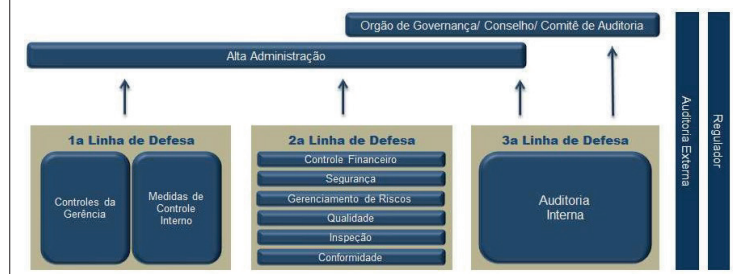 Orgão de Governança/ Conselho/ Comitê de Auditoria
Alta Administração
1a Linha de Defesa
Controles da
Gerência
Medidas de
Controle
Interno
2a Linha de Defesa
Controle Financeiro
Segurança
Gerenciamento de Riscos
Qualidade
Inspeção
Conformidade
3a Linha de Defesa
Auditoria
Interna
Auditoria Externa
Regulador